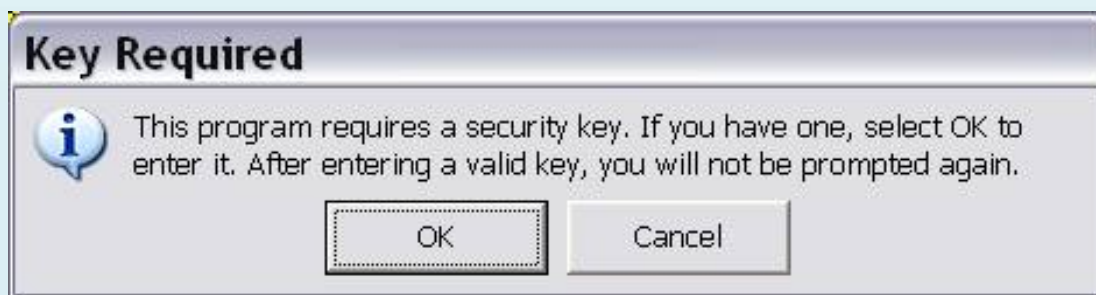 Key Required
This program requires a security key. If you have one, select OK to
enter it. After entering a valid key, you will not be prompted again.
OK
Cancel